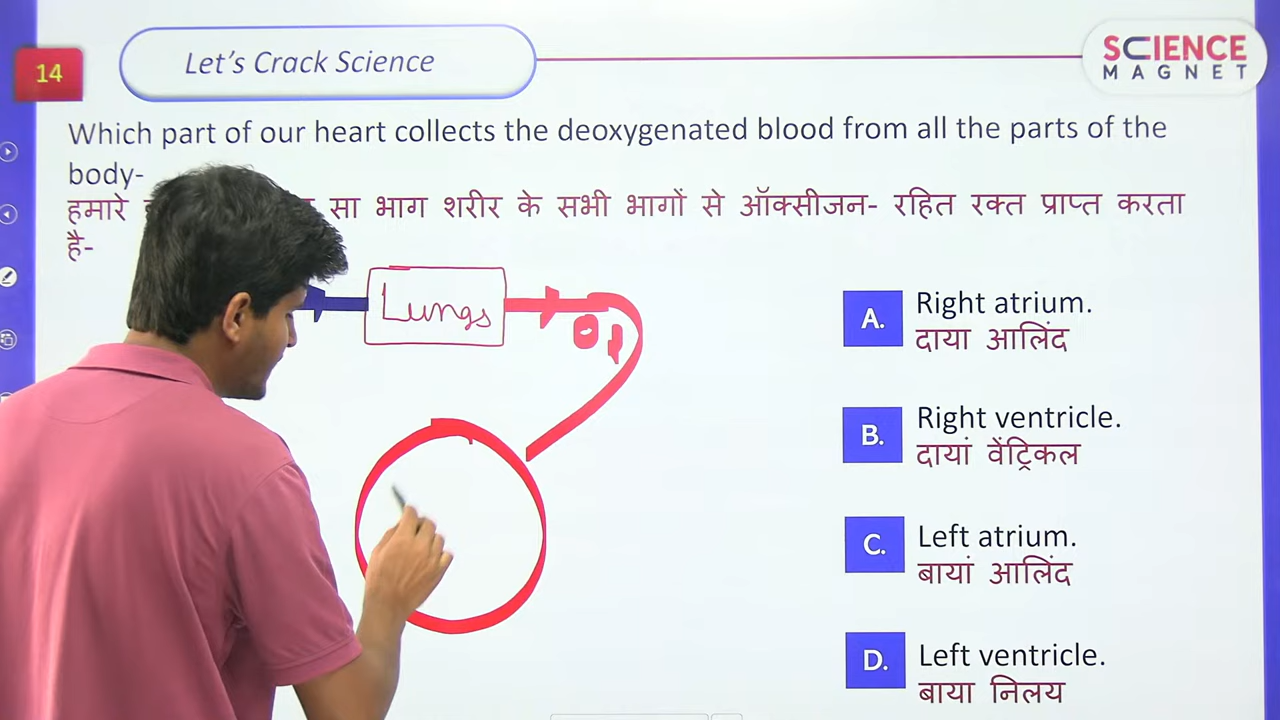 14
Let's Crack Science
SCIENCE
MAGNET
Which part of our heart collects the deoxygenated blood from all the parts of the
body-
हमारे सा भाग शरीर के सभी भागों से ऑक्सीजन- रहित रक्त प्राप्त करता
है-
Lungs
A.
Right atrium.
दाया आलिंद
B.
Right ventricle.
दायां वेंट्रिकल
C.
Left atrium.
बायां आलिंद
D.
Left ventricle.
बाया निलय